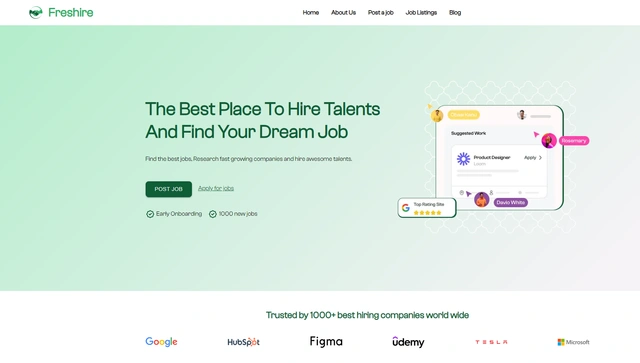 Freshire
Home About Us Post a job Job Listings Blog
The Best Place To Hire Talents
And Find Your Dream Job
Find the best jobs, Research fast growing companies and hire awesome talents.
POST JOB Apply for jobs
Early Onboarding 1000 new jobs
Suggested Work
Rosemary
Product Designer Apply
David White
Top Rating Site
Trusted by 1000+ best hiring companies world wide
Google HubSpot Figma udemy TESLA Microsoft